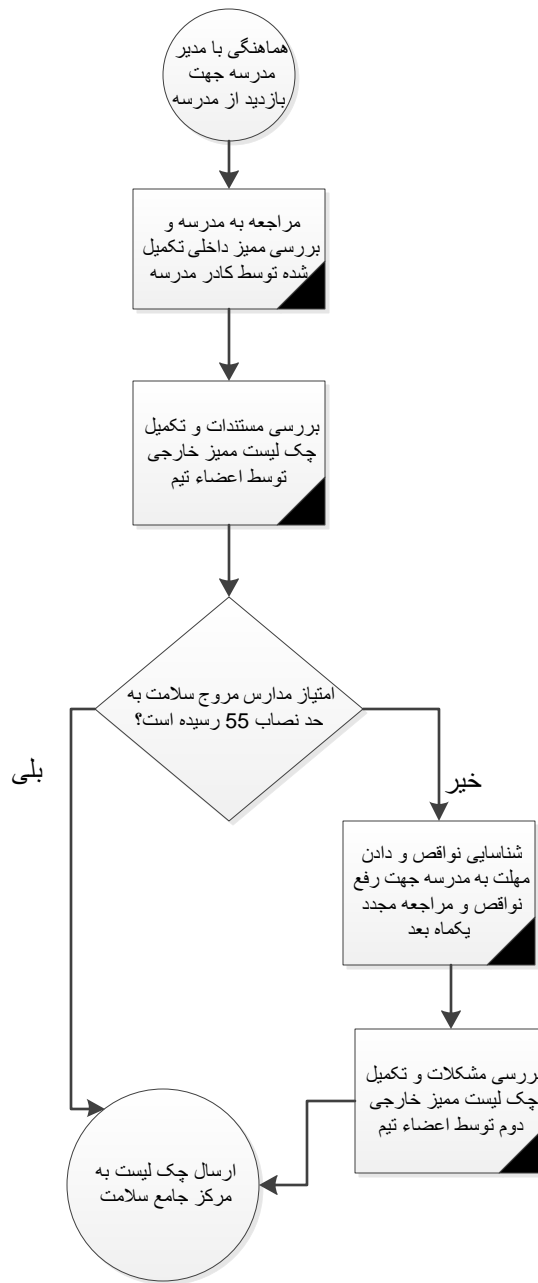 هماهنگی با مدیر
مدرسه جهت
بازدید از مدرسه
مراجعه به مدرسه و
بررسی ممیز داخلی تکمیل
شده توسط کادر مدرسه
بررسی مستندات و تکمیل
چک لیست ممیز خارجی
توسط اعضاء تیم
امتیاز مدارس مروج سلامت به
حد نصاب 55 رسیده است؟
بلی
خیر
شناسایی نواقص و دادن
مهلت به مدرسه جهت رفع
نواقص و مراجعه مجدد
یکماه بعد
بررسی مشکلات و تکمیل
چک لیست ممیز خارجی
دوم توسط اعضاء تیم
ارسال چک لیست به
مرکز جامع سلامت